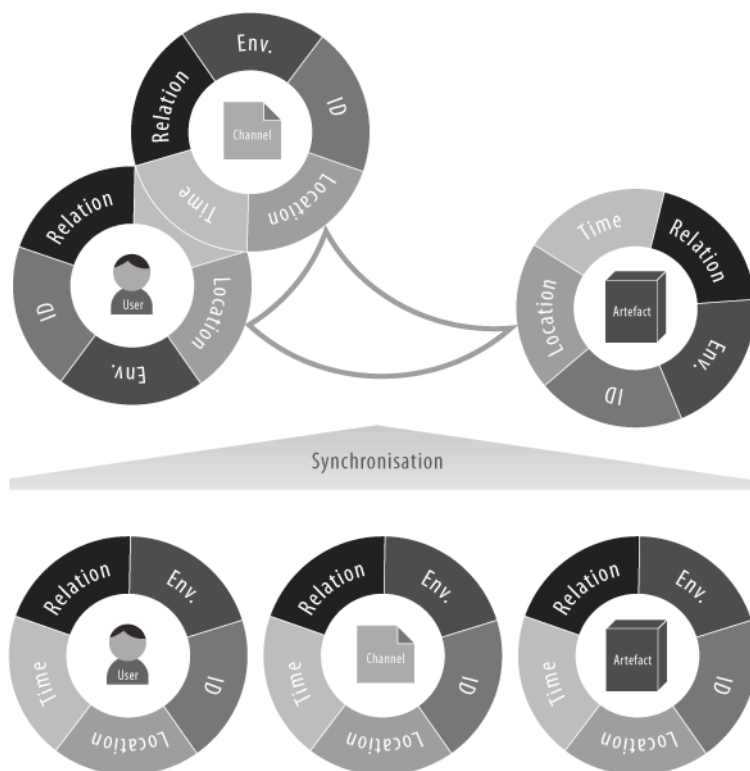 Env.
Relation
ID
Channel
Time
Location
Relation
User
Location
ID
Env.
Time
Relation
Artefact
Location
Env.
ID
Synchronisation
Relation
Env.
User
Time
ID
Location
Relation
Env.
Channel
Time
ID
Location
Relation
Env.
Artefact
Time
ID
Location